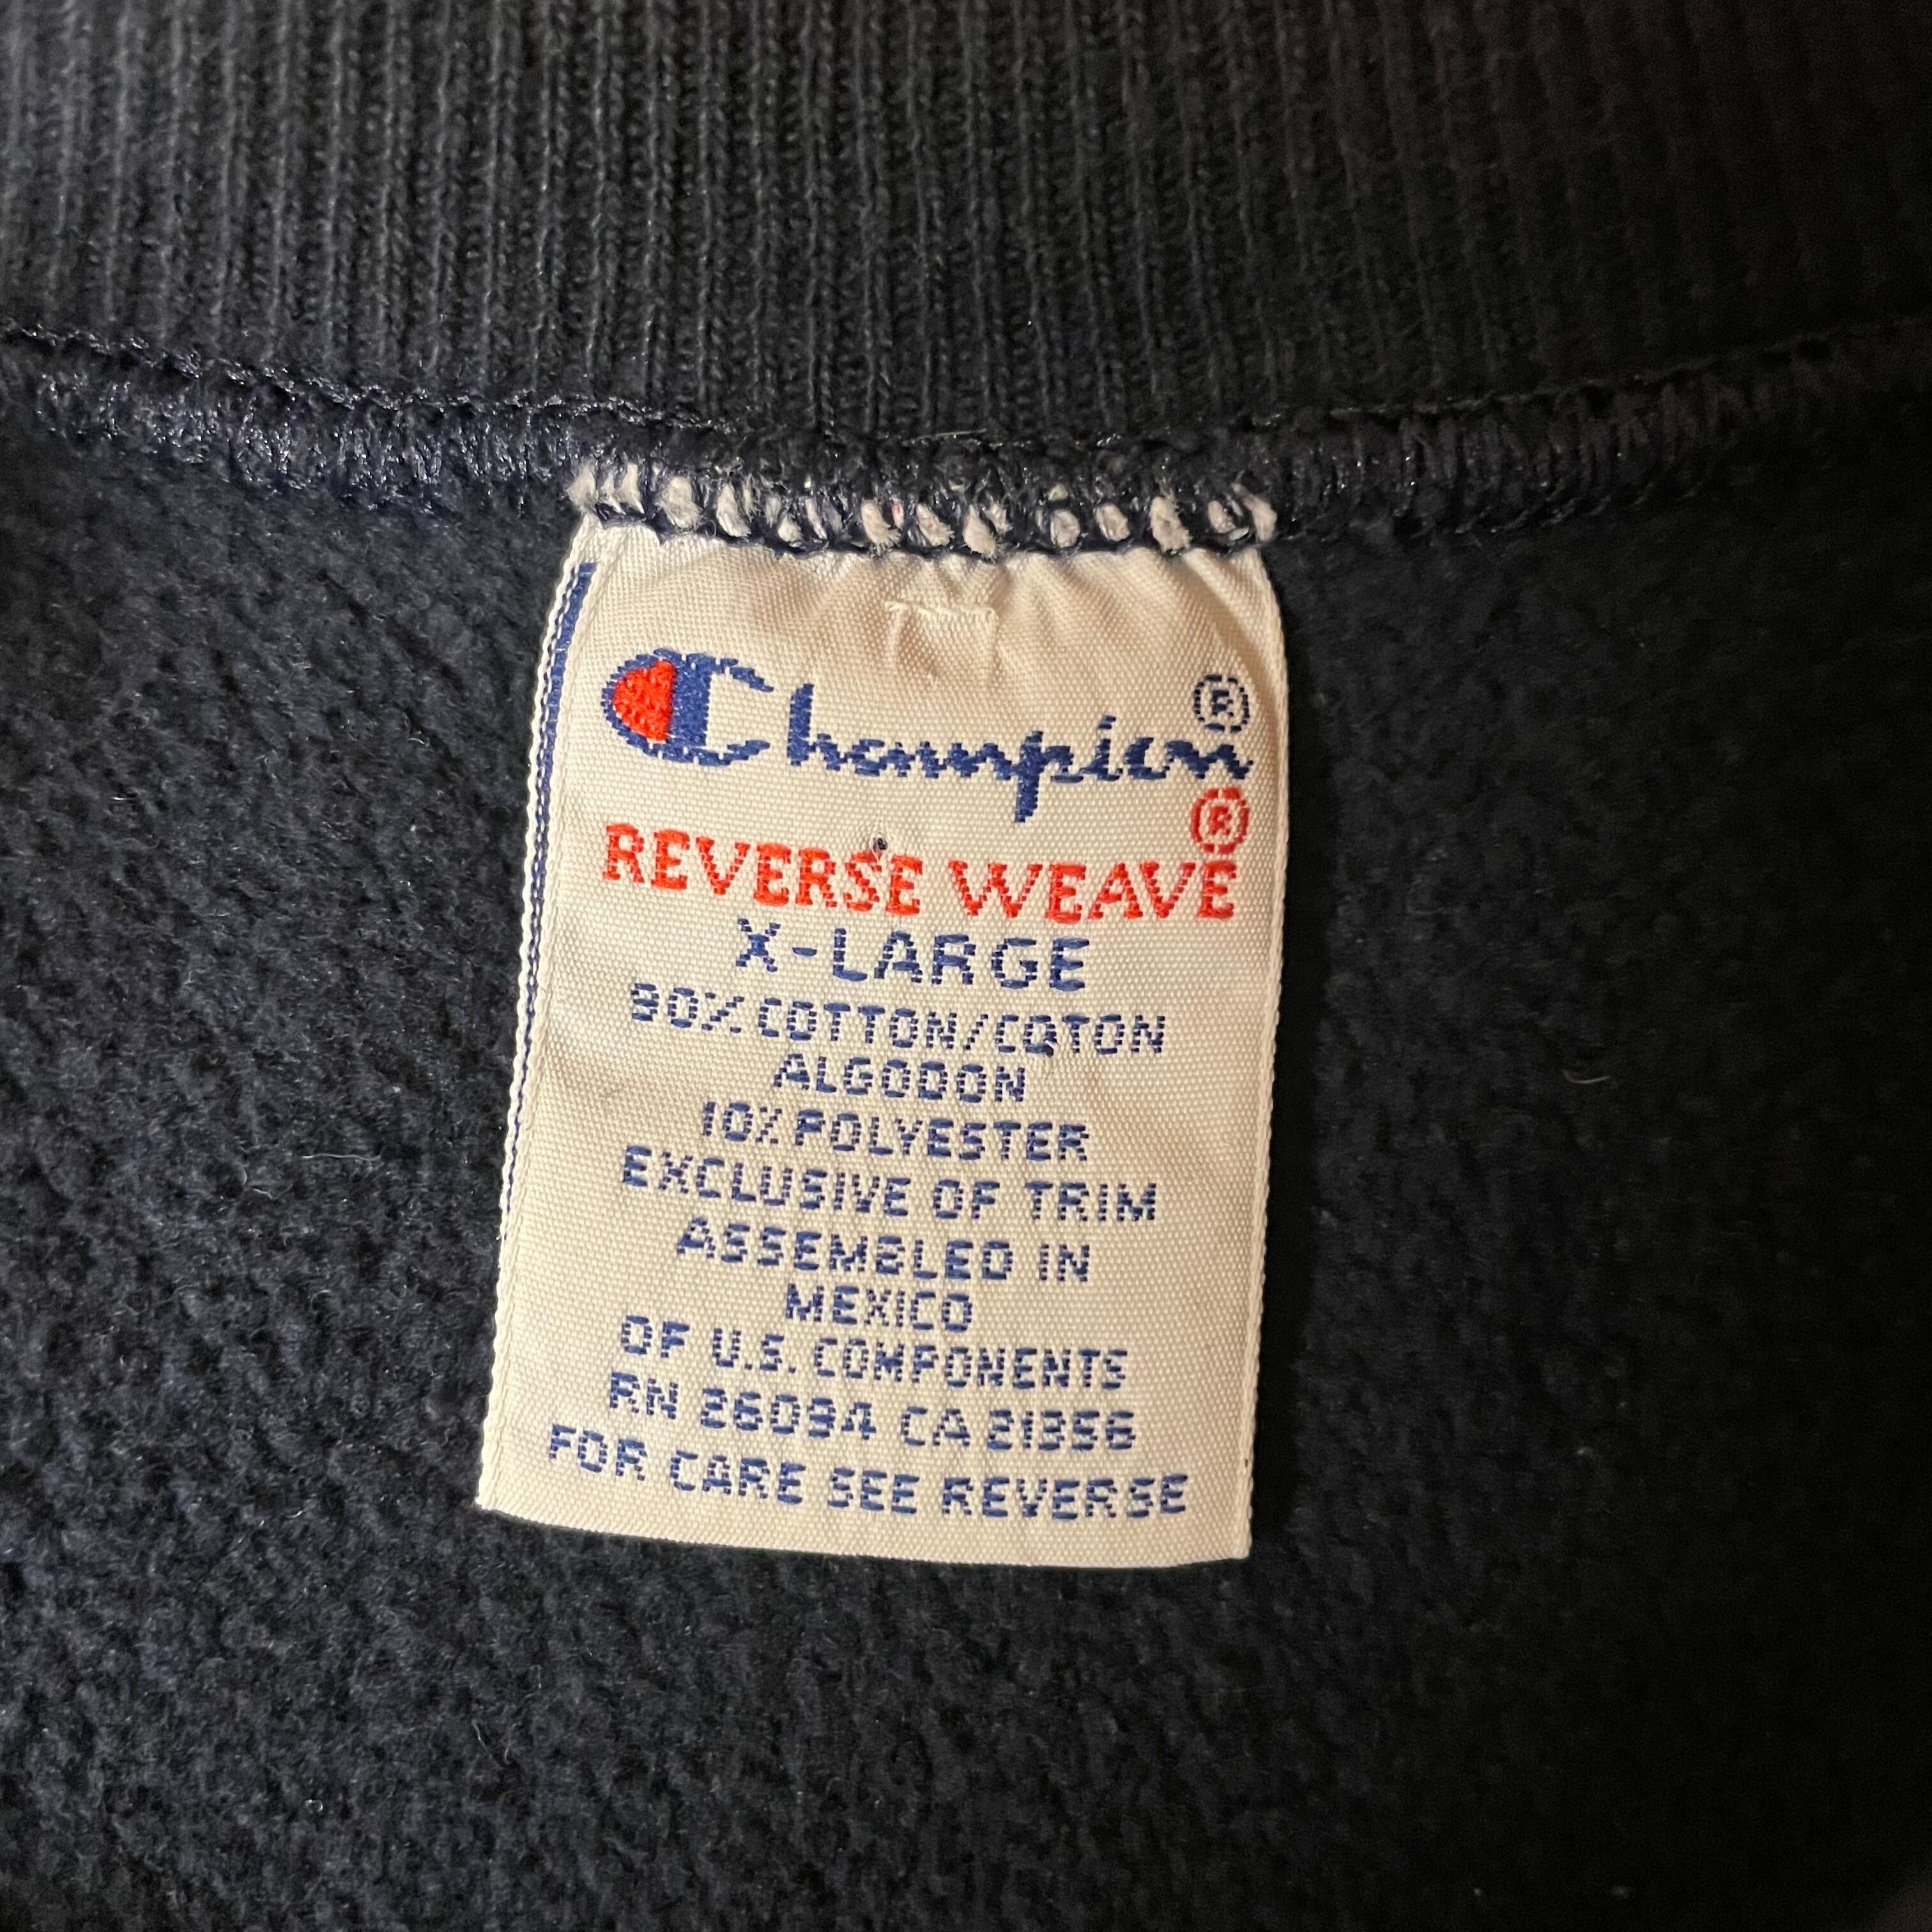 Champion®
REVERSE WEAVE®
X-LARGE
90% COTTON/COTON
ALGODON
10% POLYESTER
EXCLUSIVE OF TRIM
ASSEMBLED IN
MEXICO
OF U.S. COMPONENTS
RN 26094 CA 21356
FOR CARE SEE REVERSE